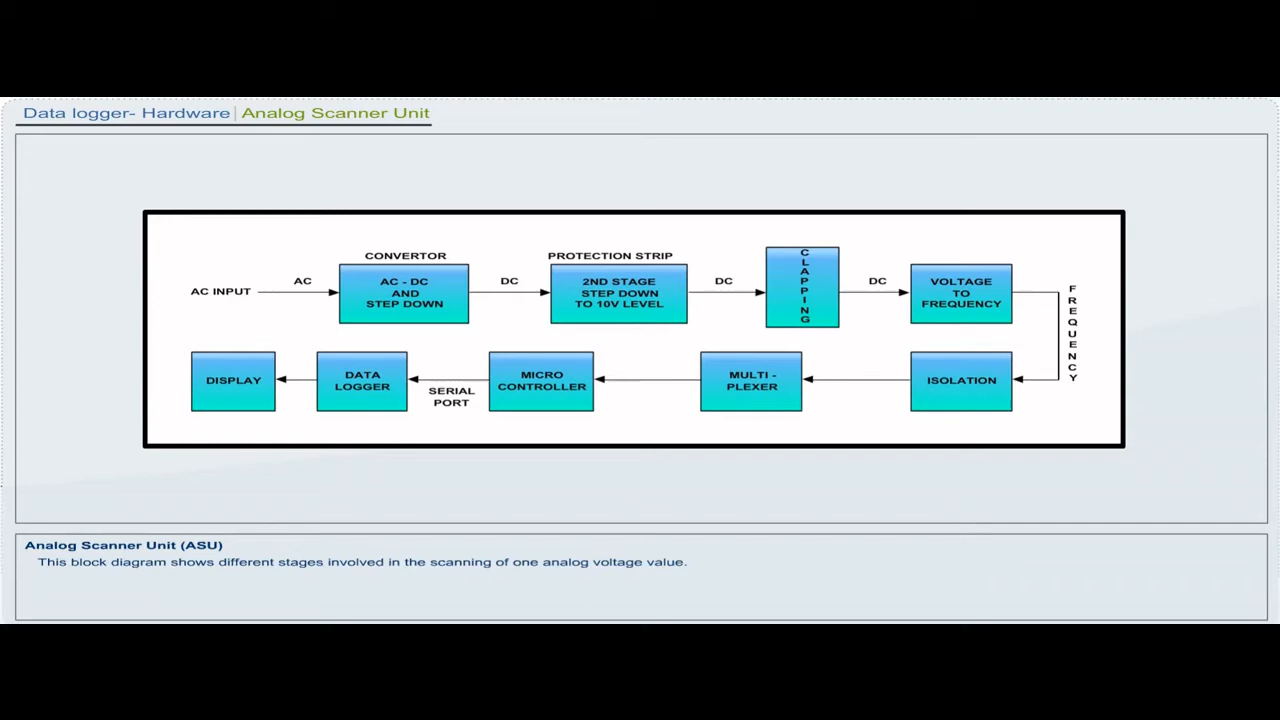 Data logger- Hardware | Analog Scanner Unit
CONVERTOR
PROTECTION STRIP
AC INPUT
AC
AC - DC
AND
STEP DOWN
DC
2ND STAGE
STEP DOWN
TO 10V LEVEL
DC
CLAPPING
DC
VOLTAGE
TO
FREQUENCY
FREQUENCY
DISPLAY
DATA
LOGGER
SERIAL
PORT
MICRO
CONTROLLER
MULTI -
PLEXER
ISOLATION
Analog Scanner Unit (ASU)
This block diagram shows different stages involved in the scanning of one analog voltage value.